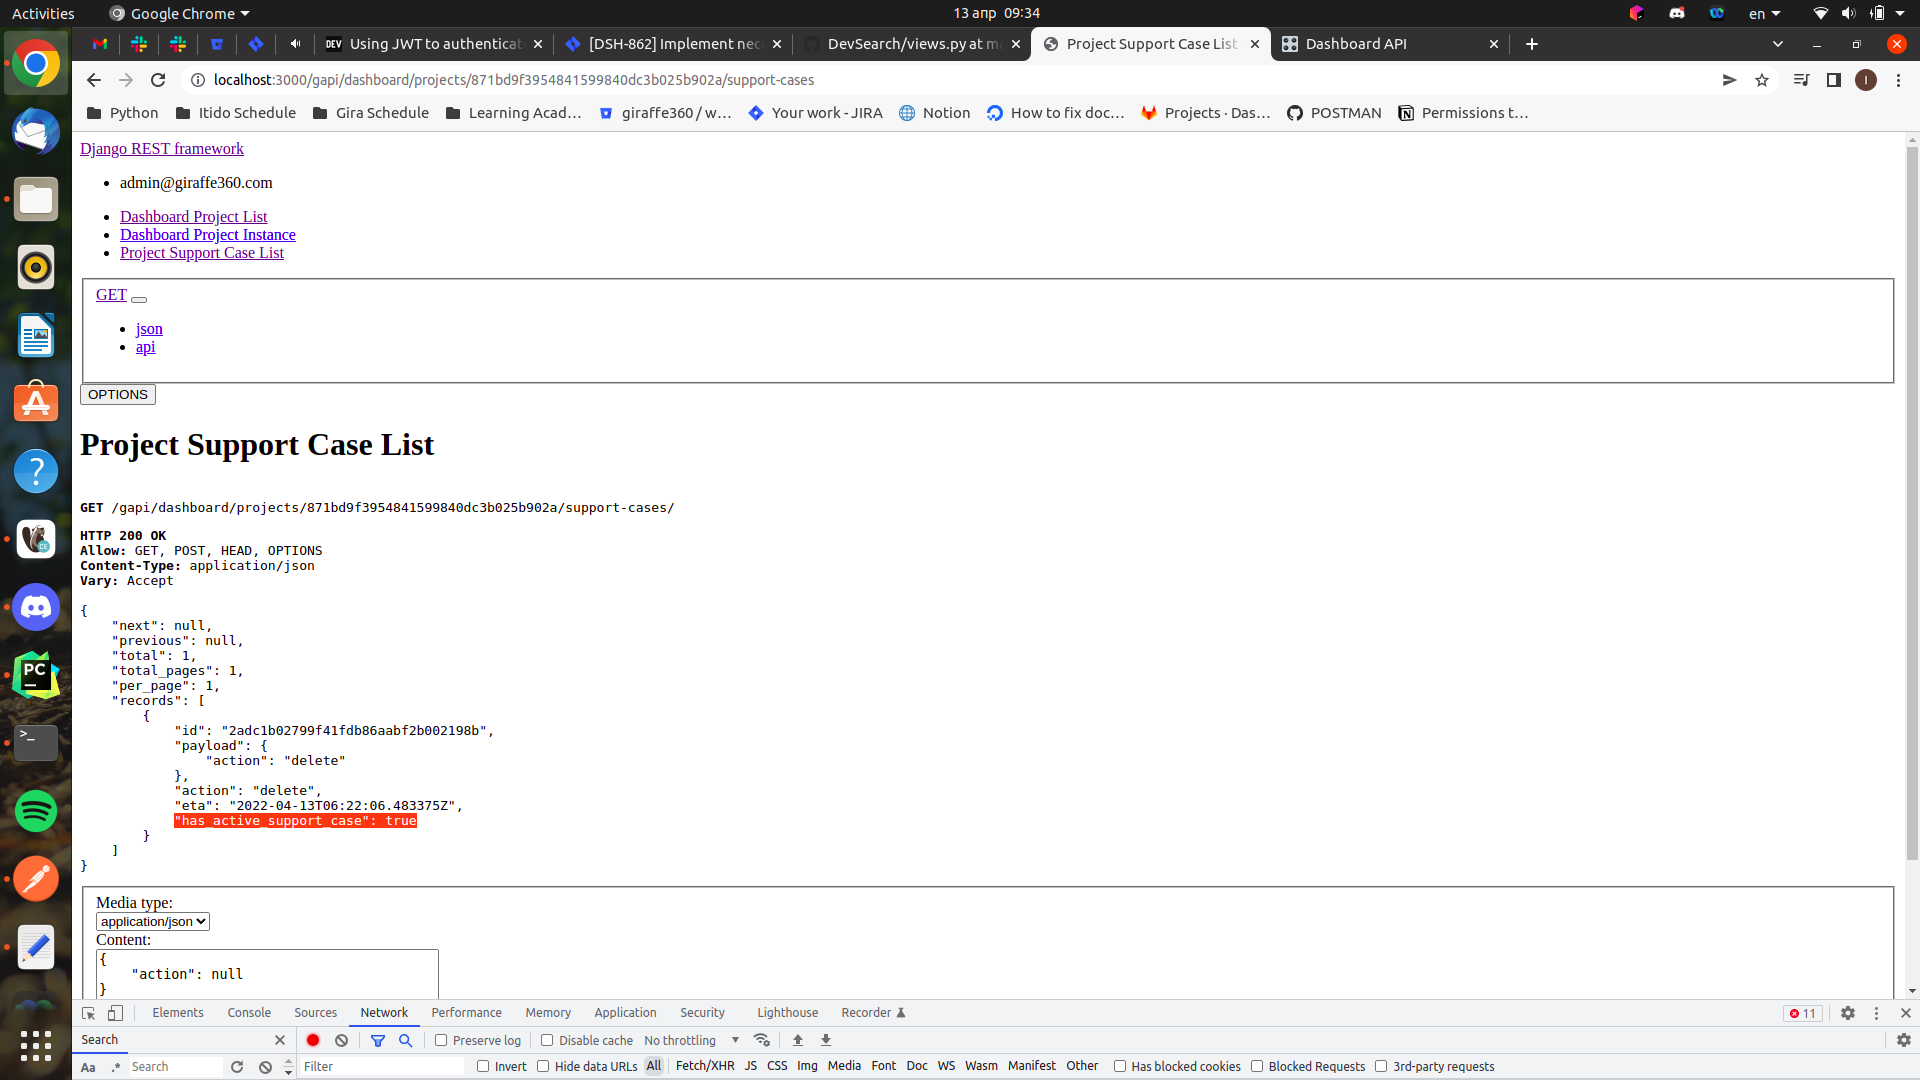 Activities
Google Chrome
13 апр 09:34
en
Using JWT to authenticat
[DSH-862] Implement nec
DevSearch/views.py at ma
Project Support Case List
Dashboard API
localhost:3000/gapi/dashboard/projects/871bd9f3954841599840dc3b025b902a/support-cases
I
Python
Itido Schedule
Gira Schedule
Learning Acad…
giraffe360 / w…
Your work - JIRA
Notion
How to fix doc…
Projects · Das…
POSTMAN
Permissions t…
Django REST framework
admin@giraffe360.com
Dashboard Project List
Dashboard Project Instance
Project Support Case List
GET
json
api
OPTIONS
Project Support Case List
GET /gapi/dashboard/projects/871bd9f3954841599840dc3b025b902a/support-cases/
HTTP 200 OK
Allow: GET, POST, HEAD, OPTIONS
Content-Type: application/json
Vary: Accept
{
"next": null,
"previous": null,
"total": 1,
"total_pages": 1,
"per_page": 1,
"records": [
{
"id": "2adc1b02799f41fdb86aabf2b002198b",
"payload": {
"action": "delete"
},
"action": "delete",
"eta": "2022-04-13T06:22:06.483375Z",
"has_active_support_case": true
}
]
}
Media type:
application/json
Content:
{
"action": null
}
Elements
Console
Sources
Network
Performance
Memory
Application
Security
Lighthouse
Recorder
11
Search
Preserve log
Disable cache
No throttling
Aa
.*
Search
Filter
Invert
Hide data URLs
All
Fetch/XHR
JS
CSS
Img
Media
Font
Doc
WS
Wasm
Manifest
Other
Has blocked cookies
Blocked Requests
3rd-party requests